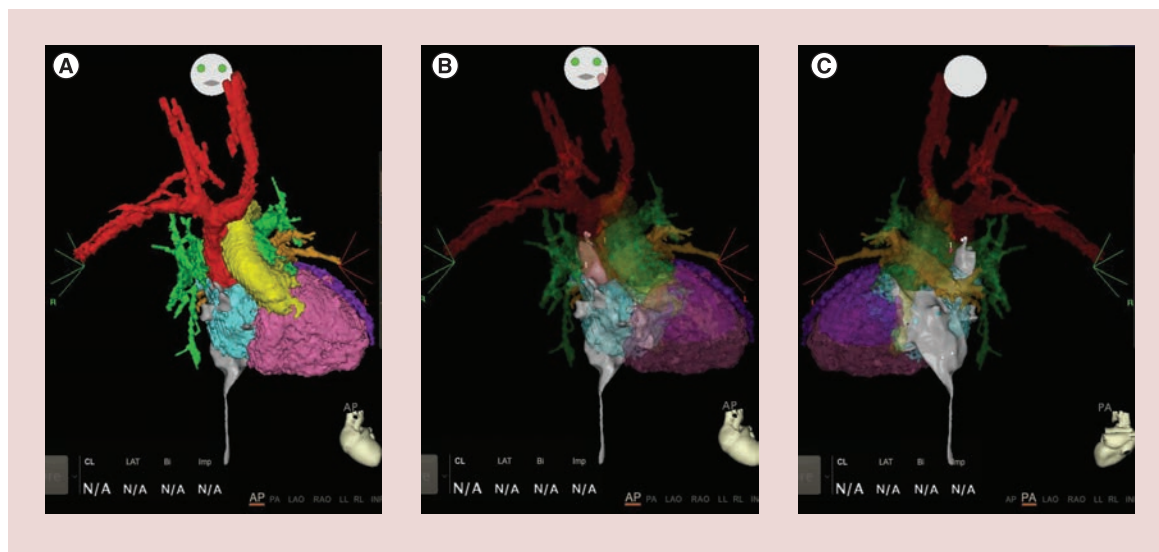 A
B
C
R
L
AP
CL LAT Bi Imp
N/A N/A N/A N/A
AP PA LAO RAO LL RL
R
L
AP
CL LAT Bi Imp
N/A N/A N/A N/A
AP PA LAO RAO LL RL
L
R
PA
CL LAT Bi Imp
N/A N/A N/A N/A
AP PA LAO RAO LL RL